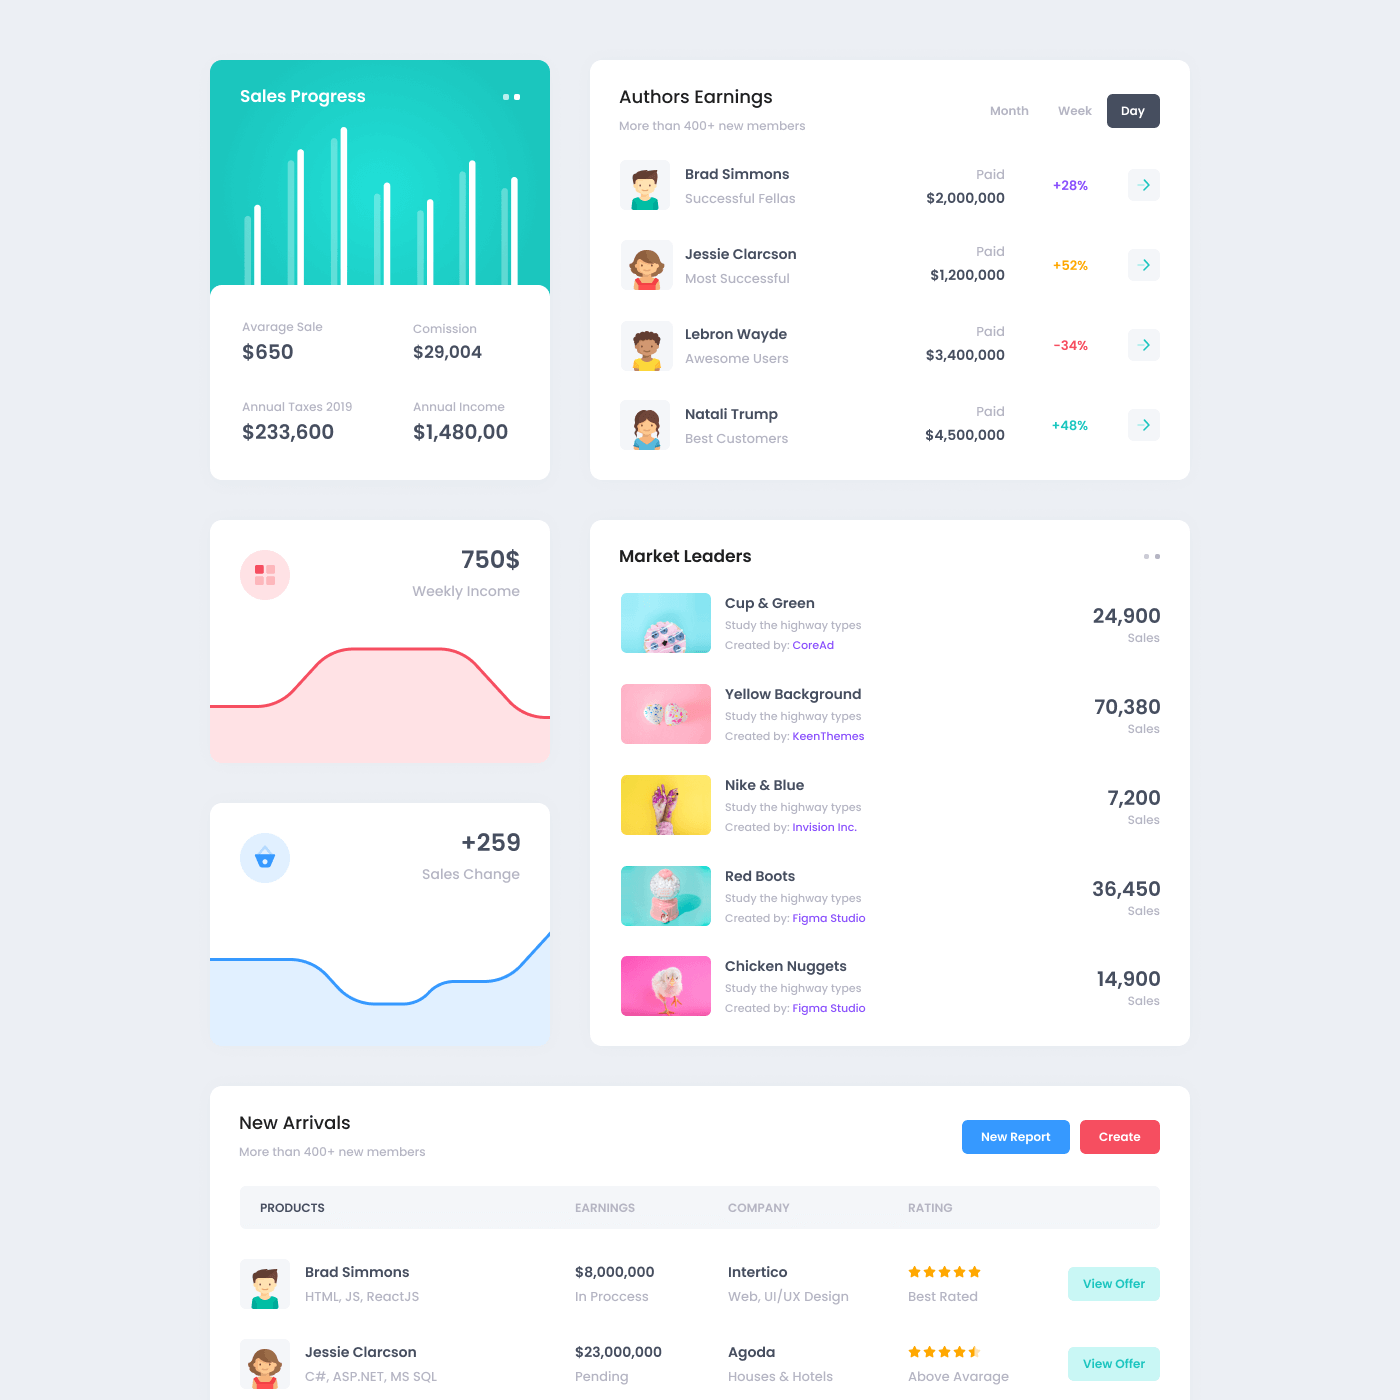 Sales Progress
Avarage Sale
$650
Comission
$29,004
Annual Taxes 2019
$233,600
Annual Income
$1,480,00
Authors Earnings
More than 400+ new members
Month Week Day
Brad Simmons
Successful Fellas
Paid
$2,000,000
+28%
Jessie Clarcson
Most Successful
Paid
$1,200,000
+52%
Lebron Wayde
Awesome Users
Paid
$3,400,000
-34%
Natali Trump
Best Customers
Paid
$4,500,000
+48%
750$
Weekly Income
+259
Sales Change
Market Leaders
Cup & Green
Study the highway types
Created by: CoreAd
24,900
Sales
Yellow Background
Study the highway types
Created by: KeenThemes
70,380
Sales
Nike & Blue
Study the highway types
Created by: Invision Inc.
7,200
Sales
Red Boots
Study the highway types
Created by: Figma Studio
36,450
Sales
Chicken Nuggets
Study the highway types
Created by: Figma Studio
14,900
Sales
New Arrivals
More than 400+ new members
New Report
Create
PRODUCTS EARNINGS COMPANY RATING
Brad Simmons
HTML, JS, ReactJS
$8,000,000
In Proccess
Intertico
Web, UI/UX Design
Best Rated
View Offer
Jessie Clarcson
C#, ASP.NET, MS SQL
$23,000,000
Pending
Agoda
Houses & Hotels
Above Avarage
View Offer